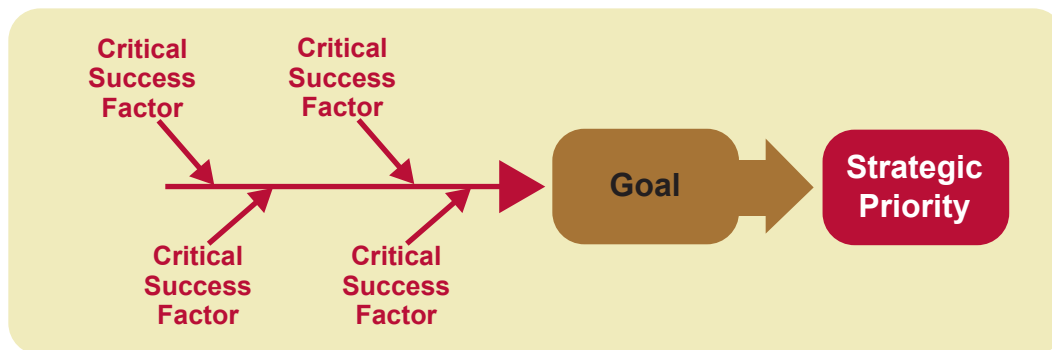 Critical
Success
Factor
Critical
Success
Factor
Goal
Strategic
Priority
Critical
Success
Factor
Critical
Success
Factor